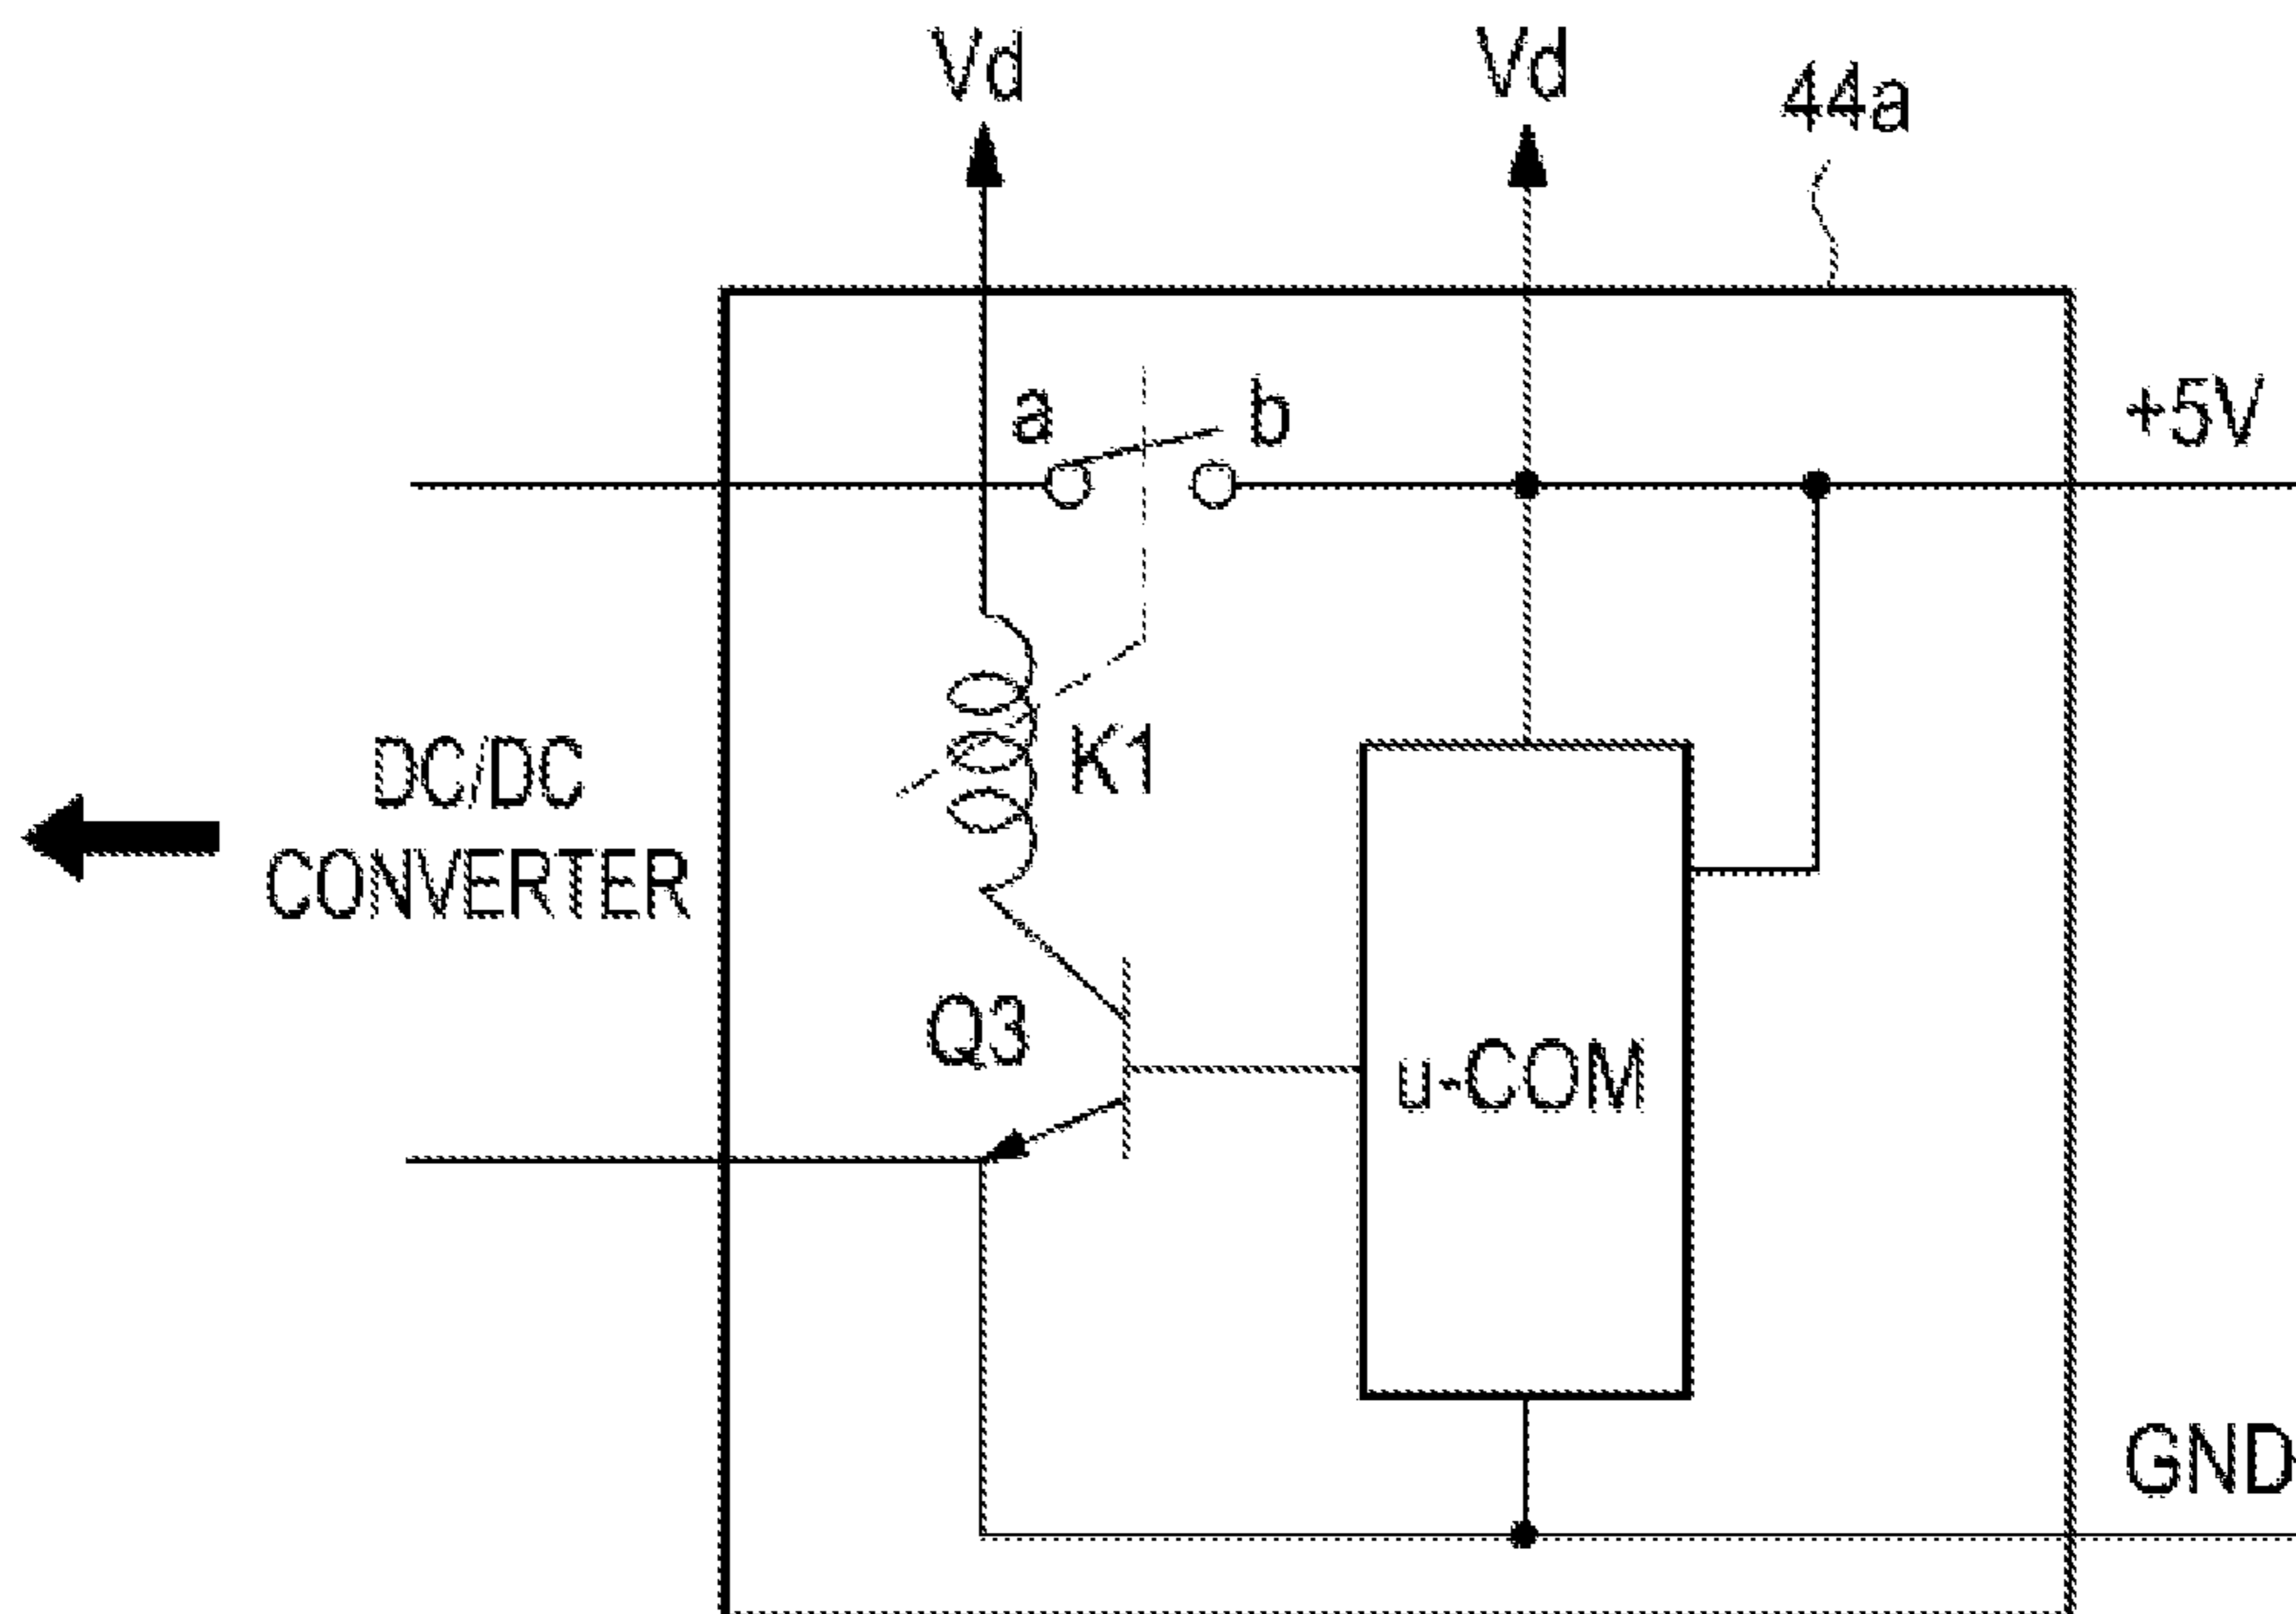 Vd
Vd
44a
a
b
+5V
K1
DC/DC
CONVERTER
Q3
u-COM
GND